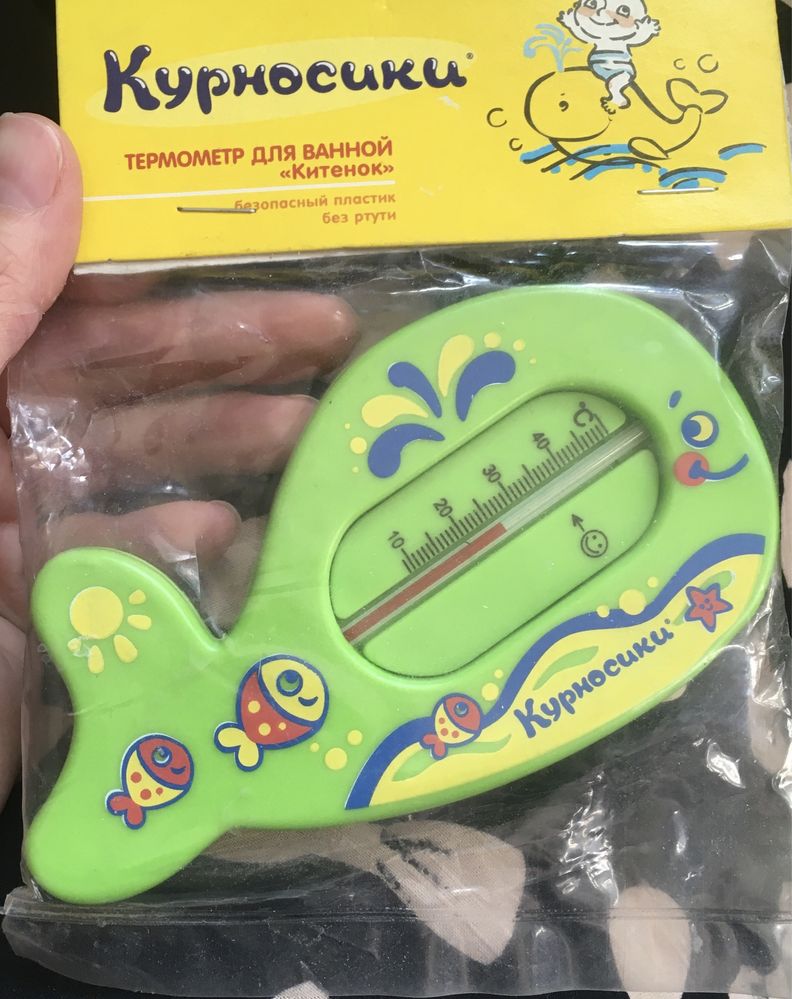 Курносики®
ТЕРМОМЕТР ДЛЯ ВАННОЙ
«Китенок»
безопасный пластик
без ртути
10 20 30 40 °C
Курносики®